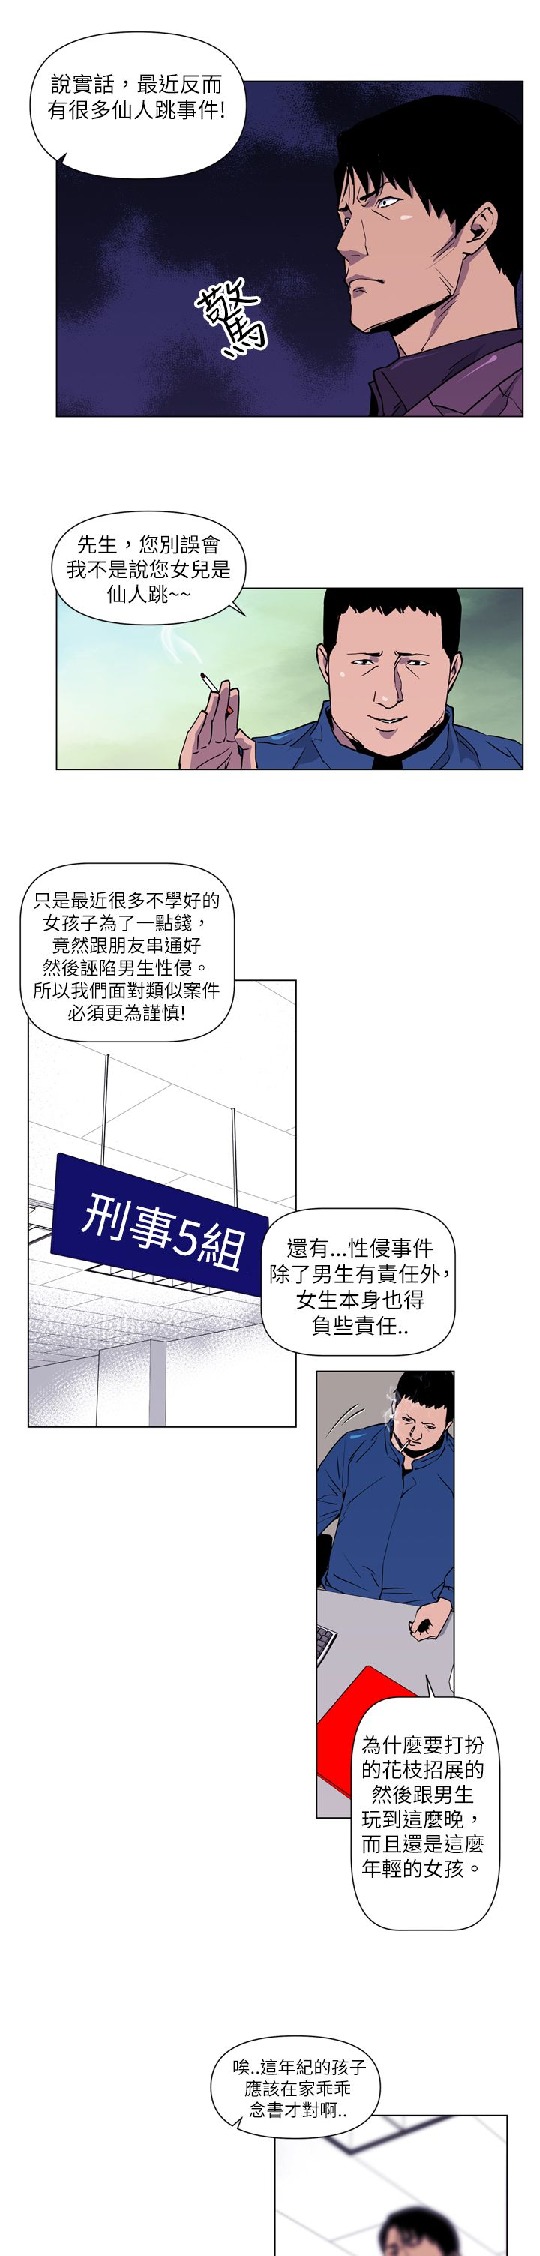 說實話，最近反而
有很多仙人跳事件!
驚
先生，您別誤會
我不是說您女兒是
仙人跳~~
只是最近很多不學好的
女孩子為了一點錢，
竟然跟朋友串通好
然後誣陷男生性侵。
所以我們面對類似案件
必須更為謹慎!
刑事5組
還有...性侵事件
除了男生有責任外，
女生本身也得
負些責任..
為什麼要打扮
的花枝招展的
然後跟男生
玩到這麼晚，
而且還是這麼
年輕的女孩。
唉..這年紀的孩子
應該在家乖乖
念書才對啊..